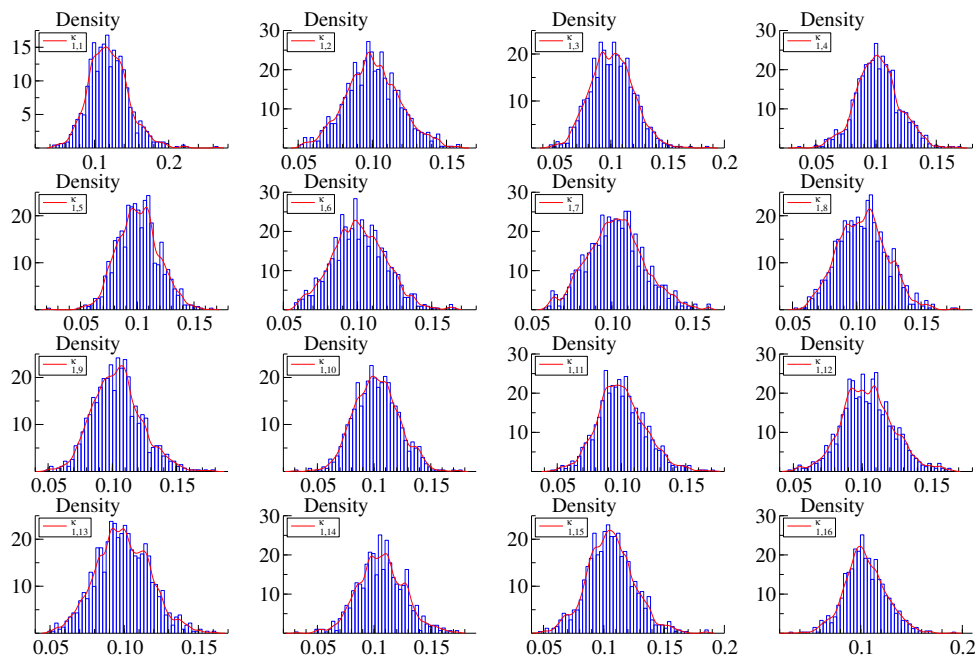 Density Density Density Density
15 κ 1,1
10
5
0.1 0.2
30 κ 1,2
20
10
0.05 0.10 0.15
20 κ 1,3
10
0.05 0.1 0.15 0.2
30 κ 1,4
20
10
0.05 0.1 0.15
Density Density Density Density
20 κ 1,5
10
0.05 0.1 0.15
30 κ 1,6
20
10
0.05 0.10 0.15
30 κ 1,7
20
10
0.05 0.10 0.15
20 κ 1,8
10
0.05 0.10 0.15
Density Density Density Density
20 κ 1,9
10
0.05 0.10 0.15
20 κ 1,10
10
0.05 0.1 0.15
30 κ 1,11
20
10
0.05 0.10 0.15
30 κ 1,12
20
10
0.05 0.10 0.15
Density Density Density Density
20 κ 1,13
10
0.05 0.10 0.15
30 κ 1,14
20
10
0.05 0.1 0.15
20 κ 1,15
10
0.05 0.1 0.15 0.2
30 κ 1,16
20
10
0.1 0.2